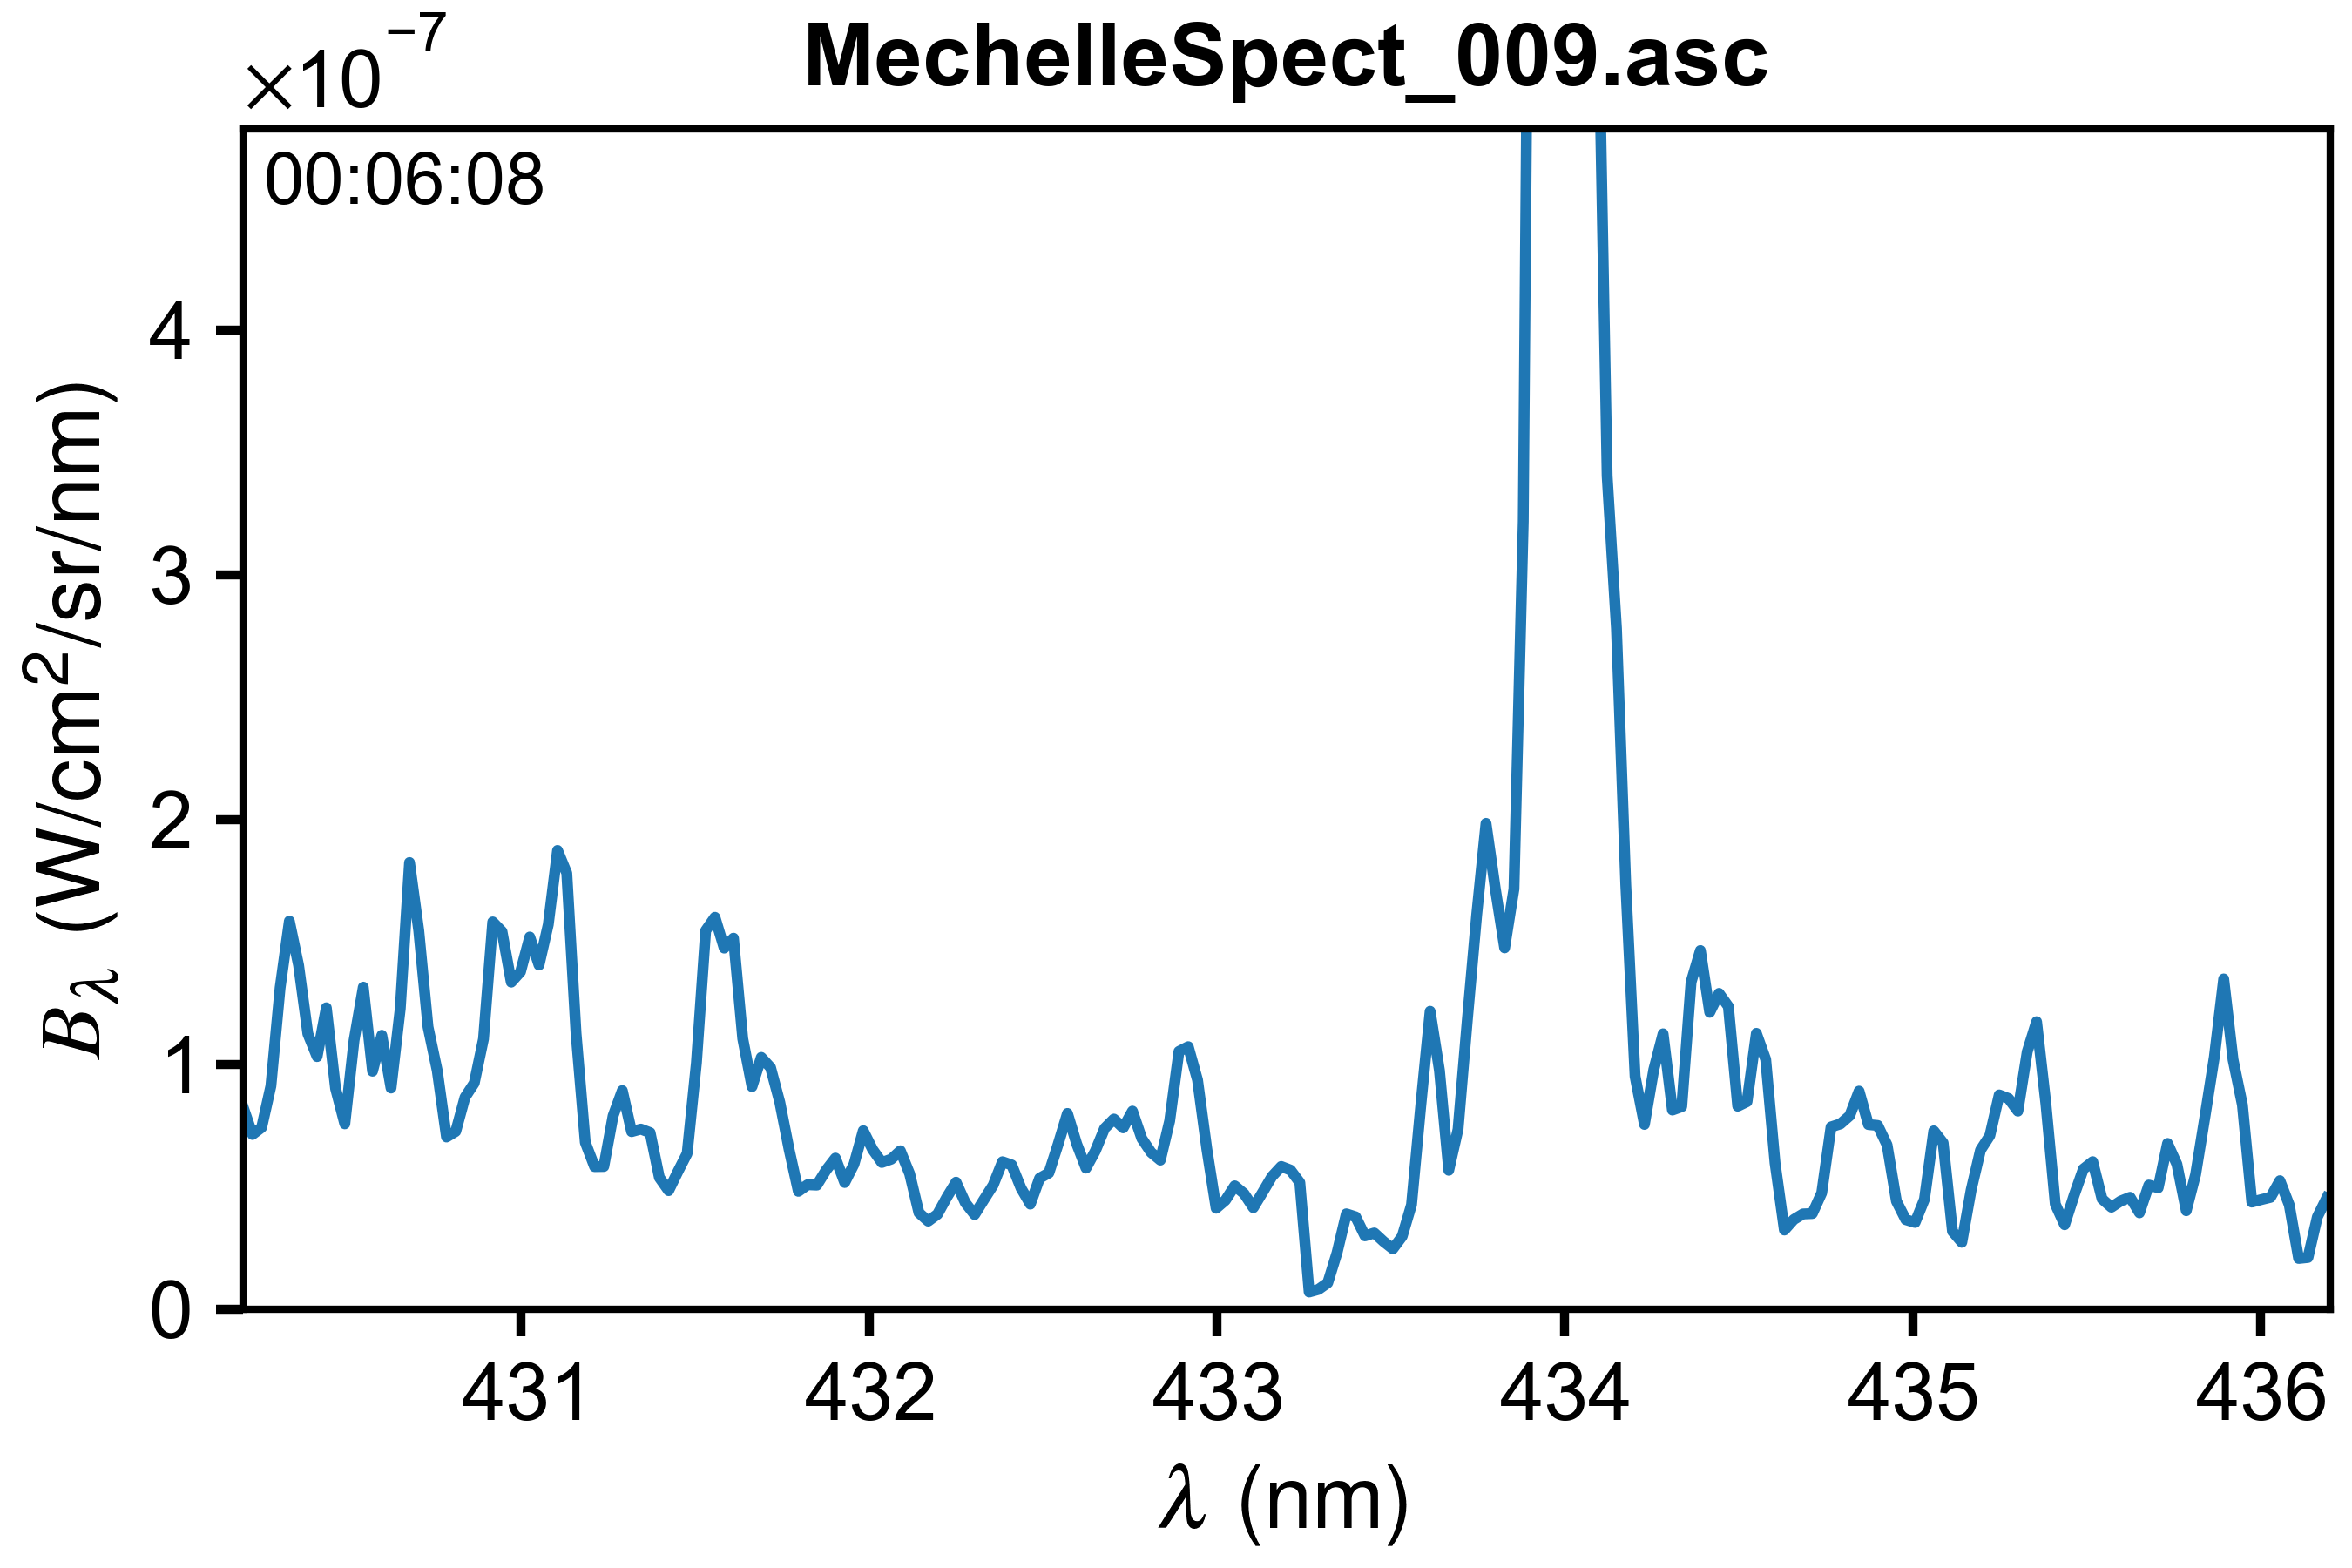 ×10⁻⁷
MechelleSpect_009.asc
00:06:08
4
3
2
1
0
B_λ (W/cm²/sr/nm)
431 432 433 434 435 436
λ (nm)